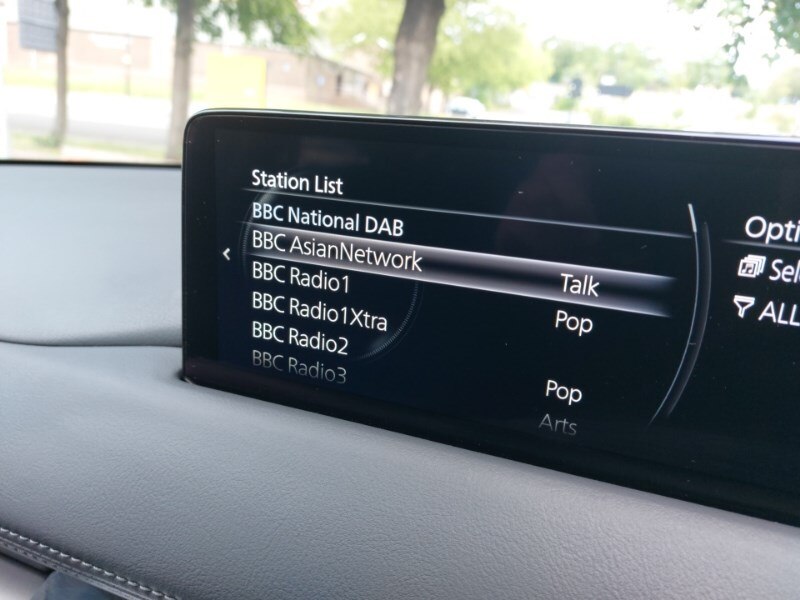 Station List
BBC National DAB
BBC AsianNetwork Talk
BBC Radio1 Pop
BBC Radio1Xtra
BBC Radio2 Pop
BBC Radio3 Arts
Opti
Sel
ALL